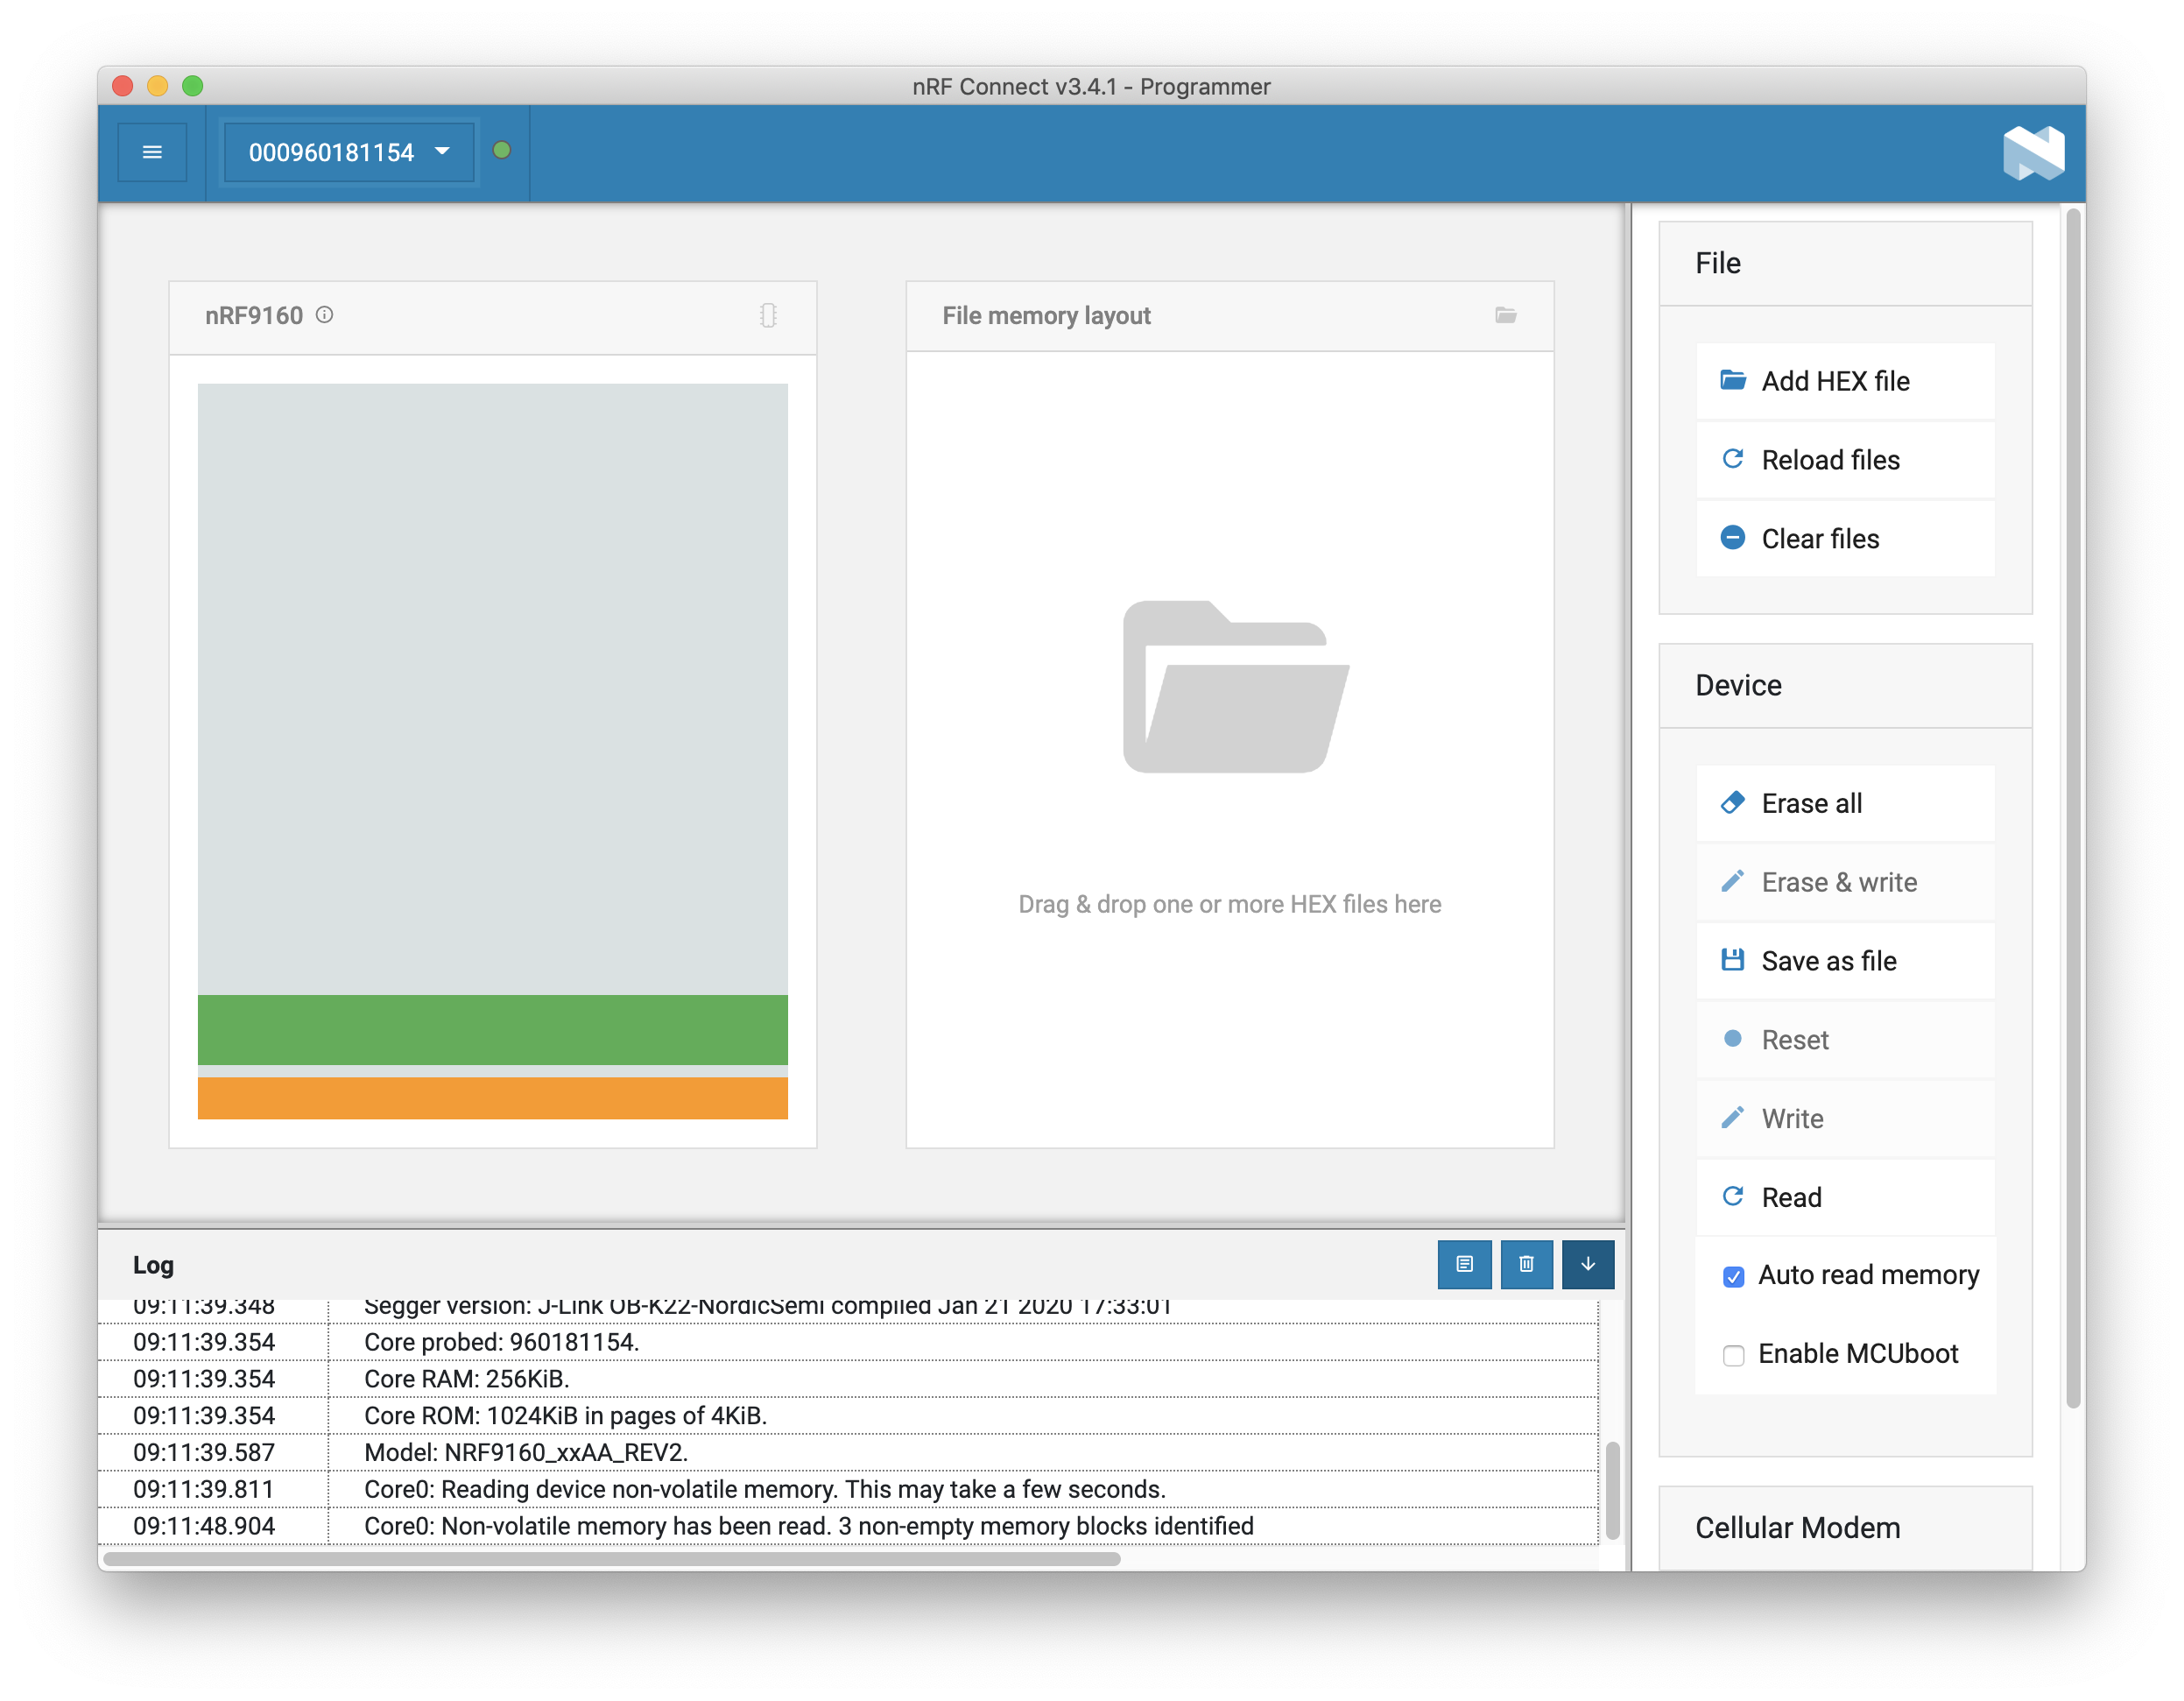 nRF Connect v3.4.1 - Programmer
000960181154
nRF9160
File memory layout
Drag & drop one or more HEX files here
File
Add HEX file
Reload files
Clear files
Device
Erase all
Erase & write
Save as file
Reset
Write
Read
Auto read memory
Enable MCUboot
Cellular Modem
Log
09:11:39.348 Segger version: J-Link OB-K22-NordicSemi compiled Jan 21 2020 17:33:01
09:11:39.354 Core probed: 960181154.
09:11:39.354 Core RAM: 256KiB.
09:11:39.354 Core ROM: 1024KiB in pages of 4KiB.
09:11:39.587 Model: NRF9160_xxAA_REV2.
09:11:39.811 Core0: Reading device non-volatile memory. This may take a few seconds.
09:11:48.904 Core0: Non-volatile memory has been read. 3 non-empty memory blocks identified